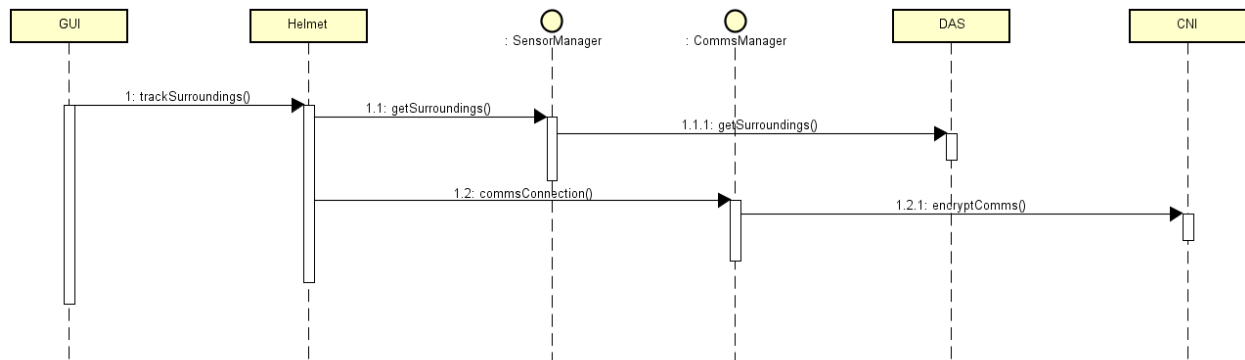 GUI
Helmet
: SensorManager
: CommsManager
DAS
CNI
1: trackSurroundings()
1.1: getSurroundings()
1.1.1: getSurroundings()
1.2: commsConnection()
1.2.1: encryptComms()